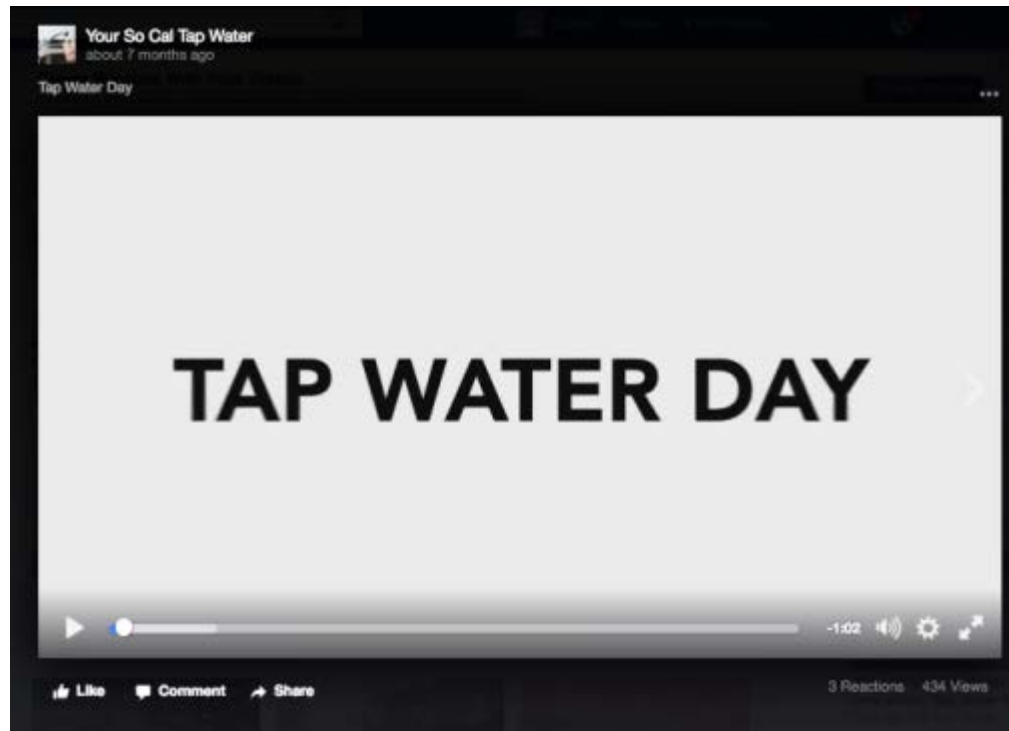 Your So Cal Tap Water
about 7 months ago
Tap Water Day
TAP WATER DAY
-1:02
Like Comment Share 3 Reactions 434 Views